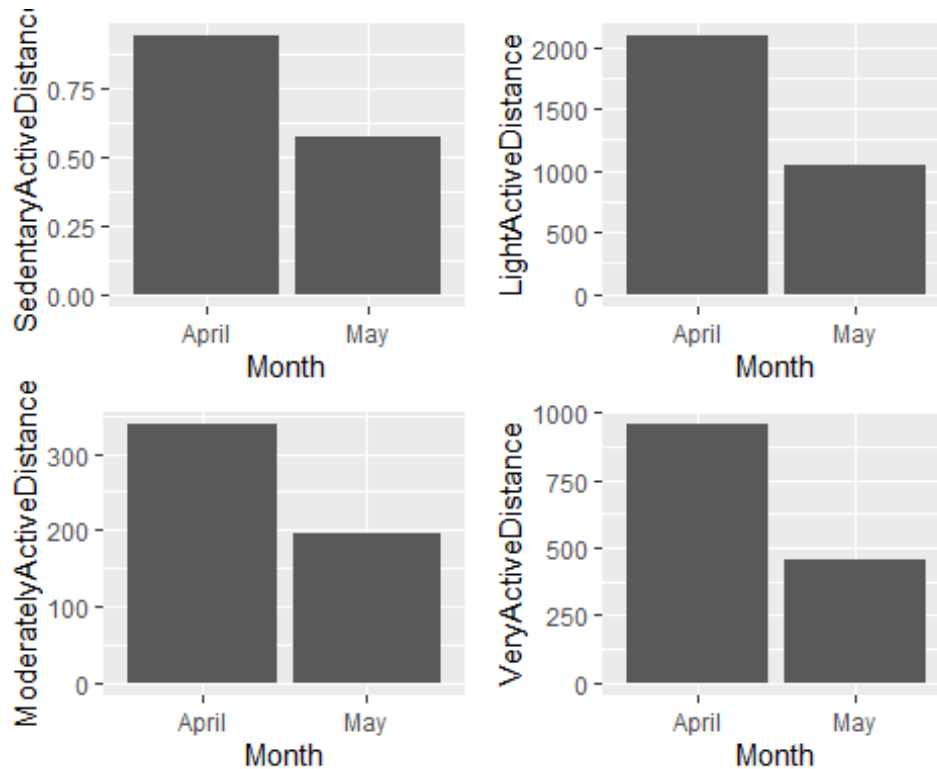 SedentaryActiveDistance
0.75
0.50
0.25
0.00
April May
Month
LightActiveDistance
2000
1500
1000
500
0
April May
Month
ModeratelyActiveDistance
300
200
100
0
April May
Month
VeryActiveDistance
1000
750
500
250
0
April May
Month